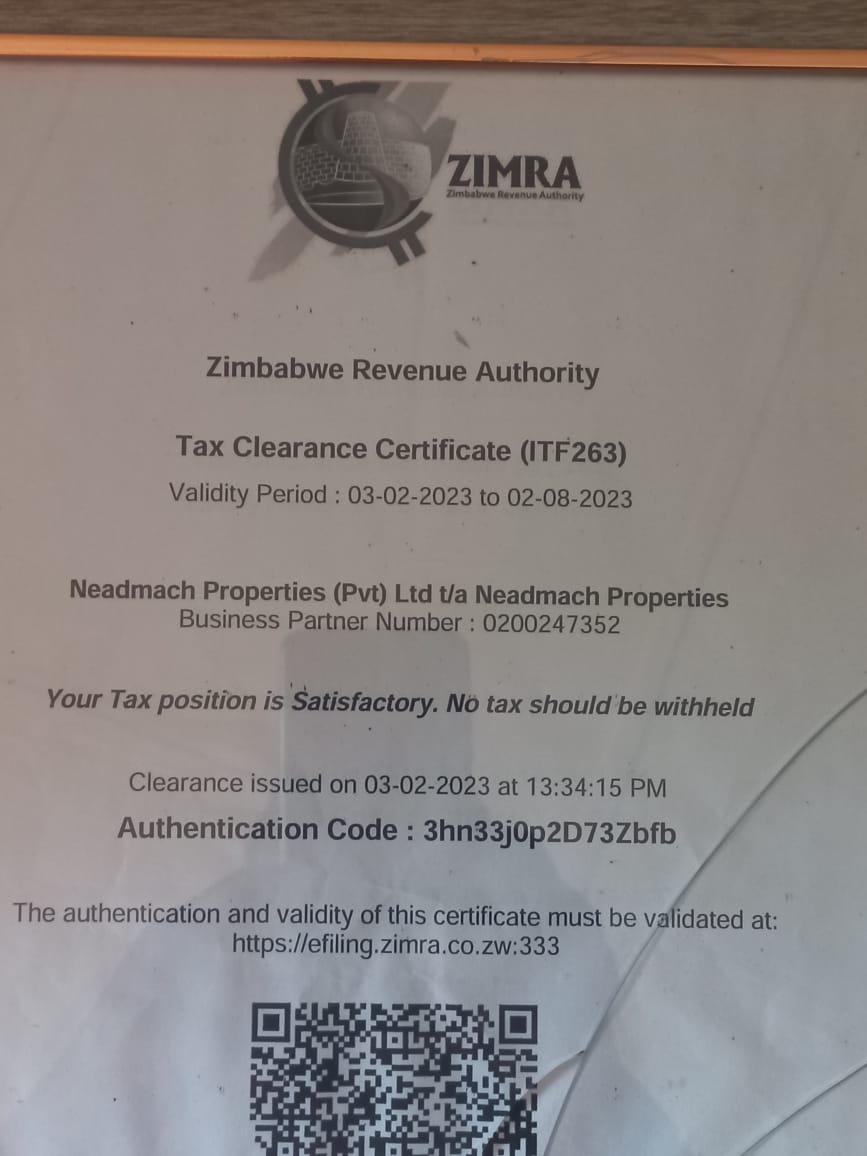 ZIMRA
Zimbabwe Revenue Authority
Zimbabwe Revenue Authority
Tax Clearance Certificate (ITF263)
Validity Period : 03-02-2023 to 02-08-2023
Neadmach Properties (Pvt) Ltd t/a Neadmach Properties
Business Partner Number : 0200247352
Your Tax position is Satisfactory. No tax should be withheld
Clearance issued on 03-02-2023 at 13:34:15 PM
Authentication Code : 3hn33j0p2D73Zbfb
The authentication and validity of this certificate must be validated at:
https://efiling.zimra.co.zw:333